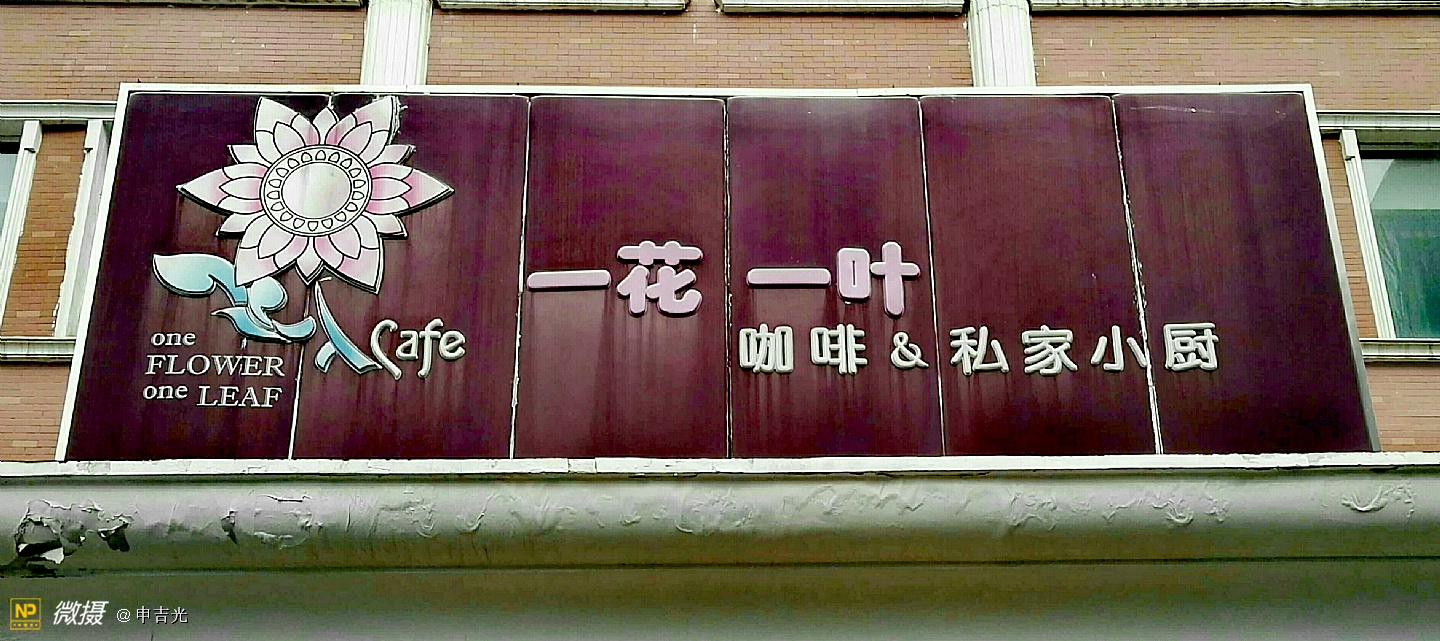 one
FLOWER
one LEAF
Cafe
一花 一叶
咖啡&私家小厨
NP 微摄 @申吉光